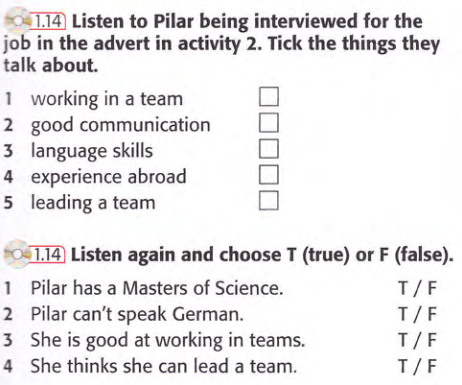 1.14 Listen to Pilar being interviewed for the
job in the advert in activity 2. Tick the things they
talk about.
1 working in a team
2 good communication
3 language skills
4 experience abroad
5 leading a team
1.14 Listen again and choose T (true) or F (false).
1 Pilar has a Masters of Science. T / F
2 Pilar can't speak German. T / F
3 She is good at working in teams. T / F
4 She thinks she can lead a team. T / F